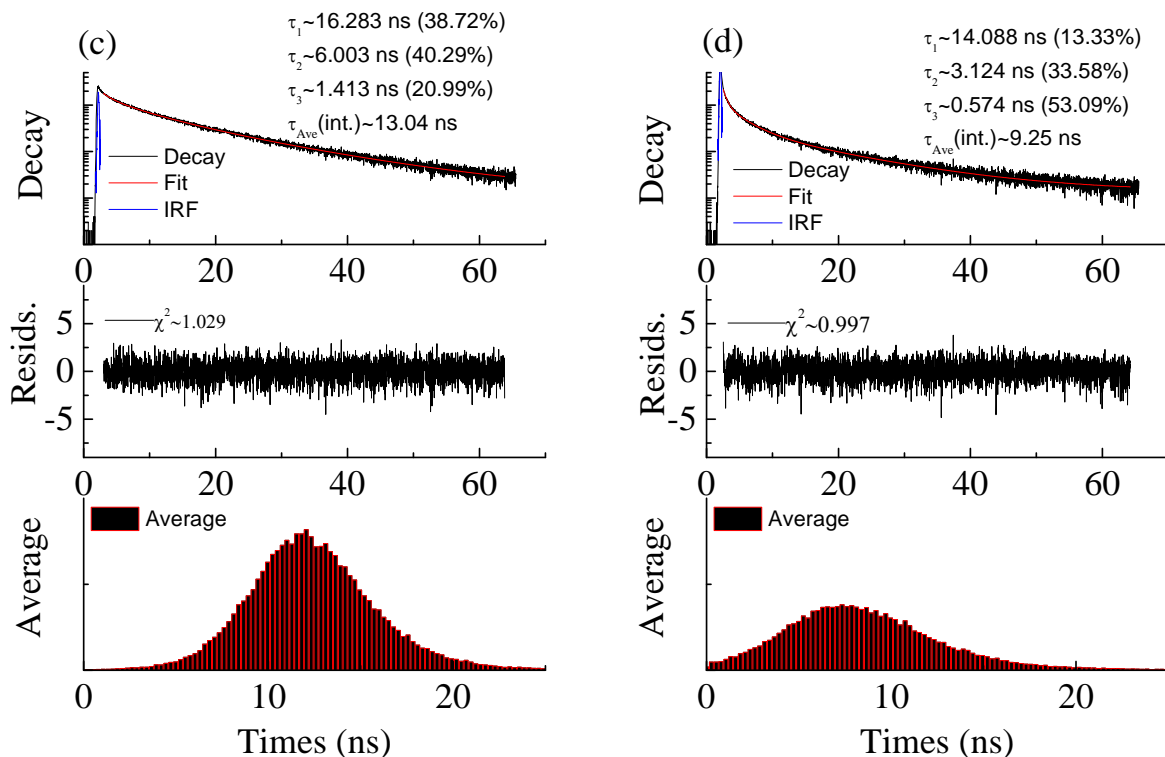 (c)
τ₁~16.283 ns (38.72%)
τ₂~6.003 ns (40.29%)
τ₃~1.413 ns (20.99%)
τAve(int.)~13.04 ns
Decay
Decay
Fit
IRF
0 20 40 60
Resids.
5
0
-5
χ²~1.029
0 20 40 60
Average
Average
0 10 20
Times (ns)
(d)
τ₁~14.088 ns (13.33%)
τ₂~3.124 ns (33.58%)
τ₃~0.574 ns (53.09%)
τAve(int.)~9.25 ns
Decay
Decay
Fit
IRF
0 20 40 60
Resids.
5
0
-5
χ²~0.997
0 20 40 60
Average
Average
0 10 20
Times (ns)